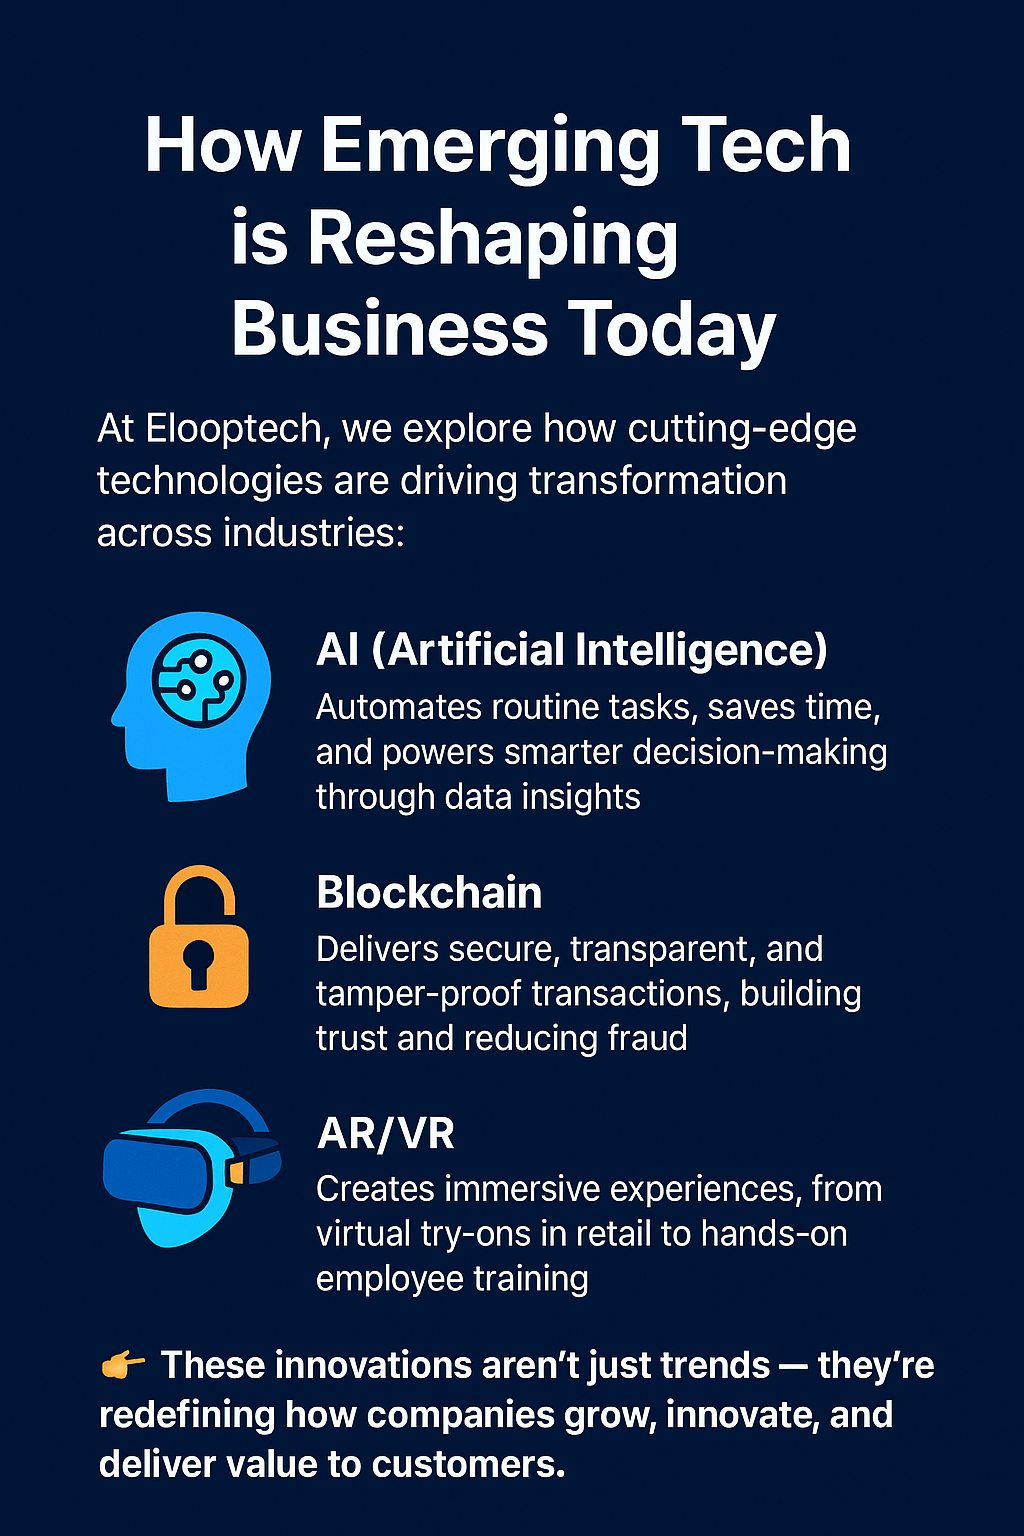 How Emerging Tech
is Reshaping
Business Today
At Elooptech, we explore how cutting-edge
technologies are driving transformation
across industries:
AI (Artificial Intelligence)
Automates routine tasks, saves time,
and powers smarter decision-making
through data insights
Blockchain
Delivers secure, transparent, and
tamper-proof transactions, building
trust and reducing fraud
AR/VR
Creates immersive experiences, from
virtual try-ons in retail to hands-on
employee training
👉 These innovations aren’t just trends — they’re
redefining how companies grow, innovate, and
deliver value to customers.